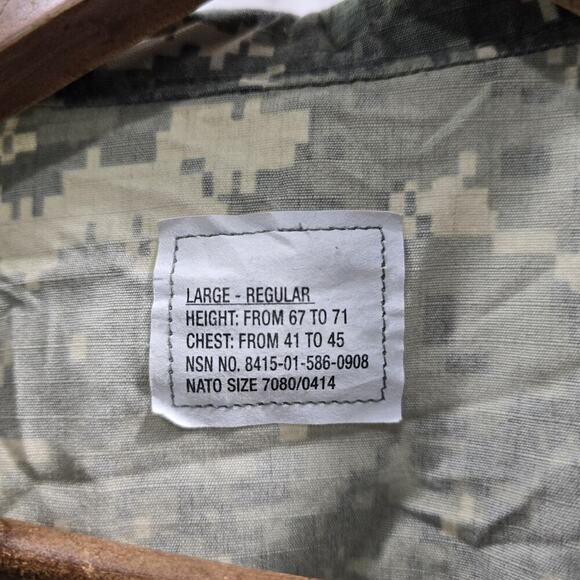 LARGE - REGULAR
HEIGHT: FROM 67 TO 71
CHEST: FROM 41 TO 45
NSN NO. 8415-01-586-0908
NATO SIZE 7080/0414